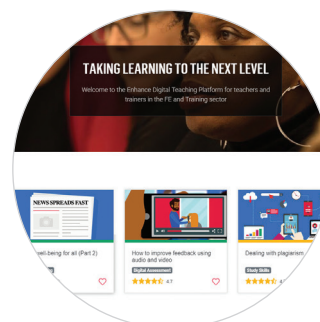 TAKING LEARNING TO THE NEXT LEVEL
Welcome to the Enhance Digital Teaching Platform for teachers and
trainers in the FE and Training sector
NEWS SPREADS FAST
well-being for all (Part 2)
How to improve feedback using
audio and video
Dealing with plagiarism
Digital Assessment
Study Skills
4.7